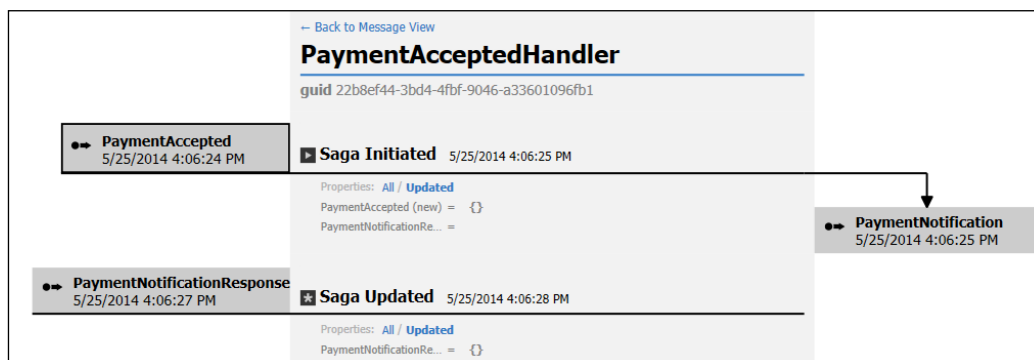 ← Back to Message View
PaymentAcceptedHandler
guid 22b8ef44-3bd4-4fbf-9046-a33601096fb1
PaymentAccepted
5/25/2014 4:06:24 PM
Saga Initiated 5/25/2014 4:06:25 PM
Properties: All / Updated
PaymentAccepted (new) = {}
PaymentNotificationRe... =
PaymentNotification
5/25/2014 4:06:25 PM
PaymentNotificationResponse
5/25/2014 4:06:27 PM
Saga Updated 5/25/2014 4:06:28 PM
Properties: All / Updated
PaymentNotificationRe... = {}